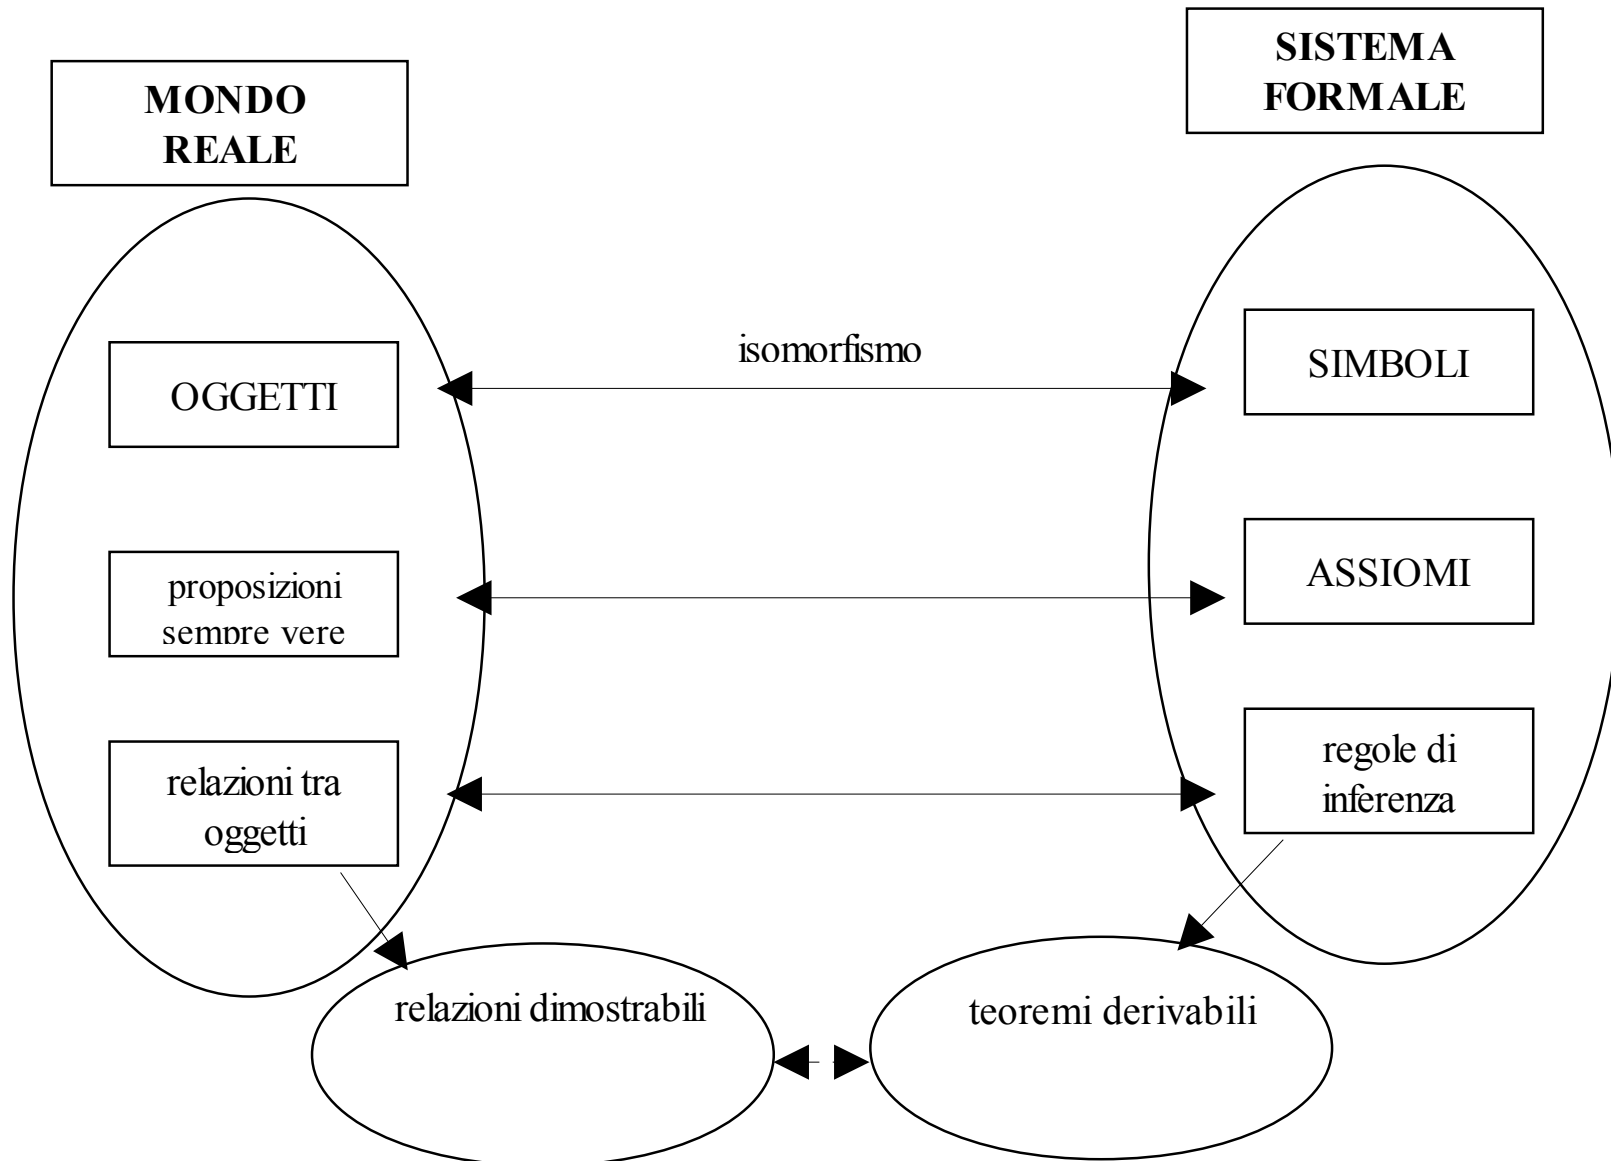 MONDO
REALE
SISTEMA
FORMALE
isomorfismo
OGGETTI
SIMBOLI
proposizioni
sempre vere
ASSIOMI
relazioni tra
oggetti
regole di
inferenza
relazioni dimostrabili
teoremi derivabili